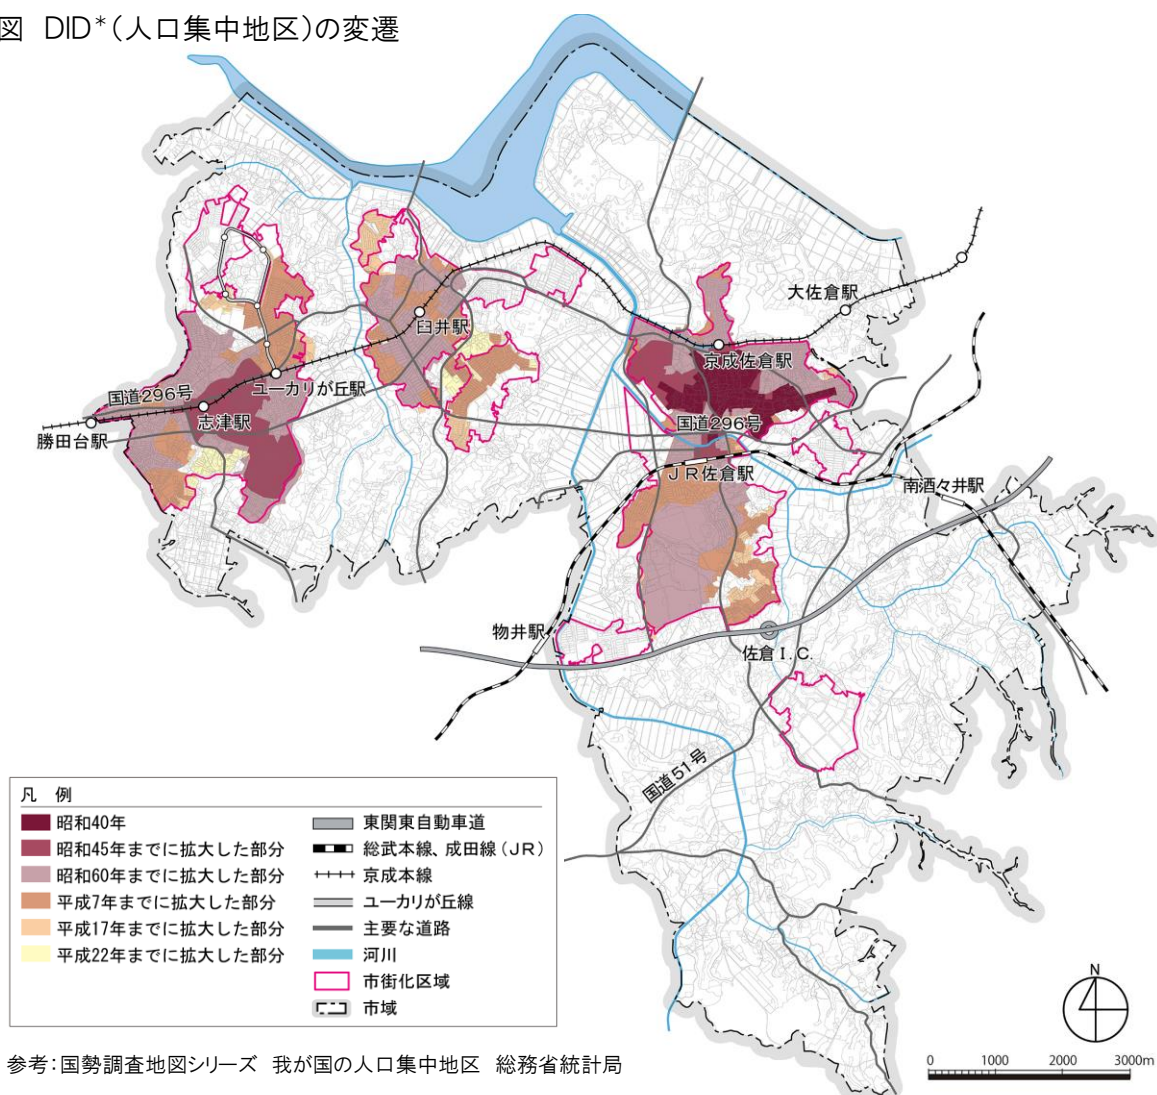 図 DID*(人口集中地区)の変遷
大佐倉駅
臼井駅
京成佐倉駅
ユーカリが丘駅
国道296号
志津駅
勝田台駅
国道296号
JR佐倉駅
南酒々井駅
物井駅
佐倉I.C.
国道51号
凡 例
昭和40年
昭和45年までに拡大した部分
昭和60年までに拡大した部分
平成7年までに拡大した部分
平成17年までに拡大した部分
平成22年までに拡大した部分
東関東自動車道
総武本線、成田線(JR)
京成本線
ユーカリが丘線
主要な道路
河川
市街化区域
市域
N
0 1000 2000 3000m
参考:国勢調査地図シリーズ 我が国の人口集中地区 総務省統計局